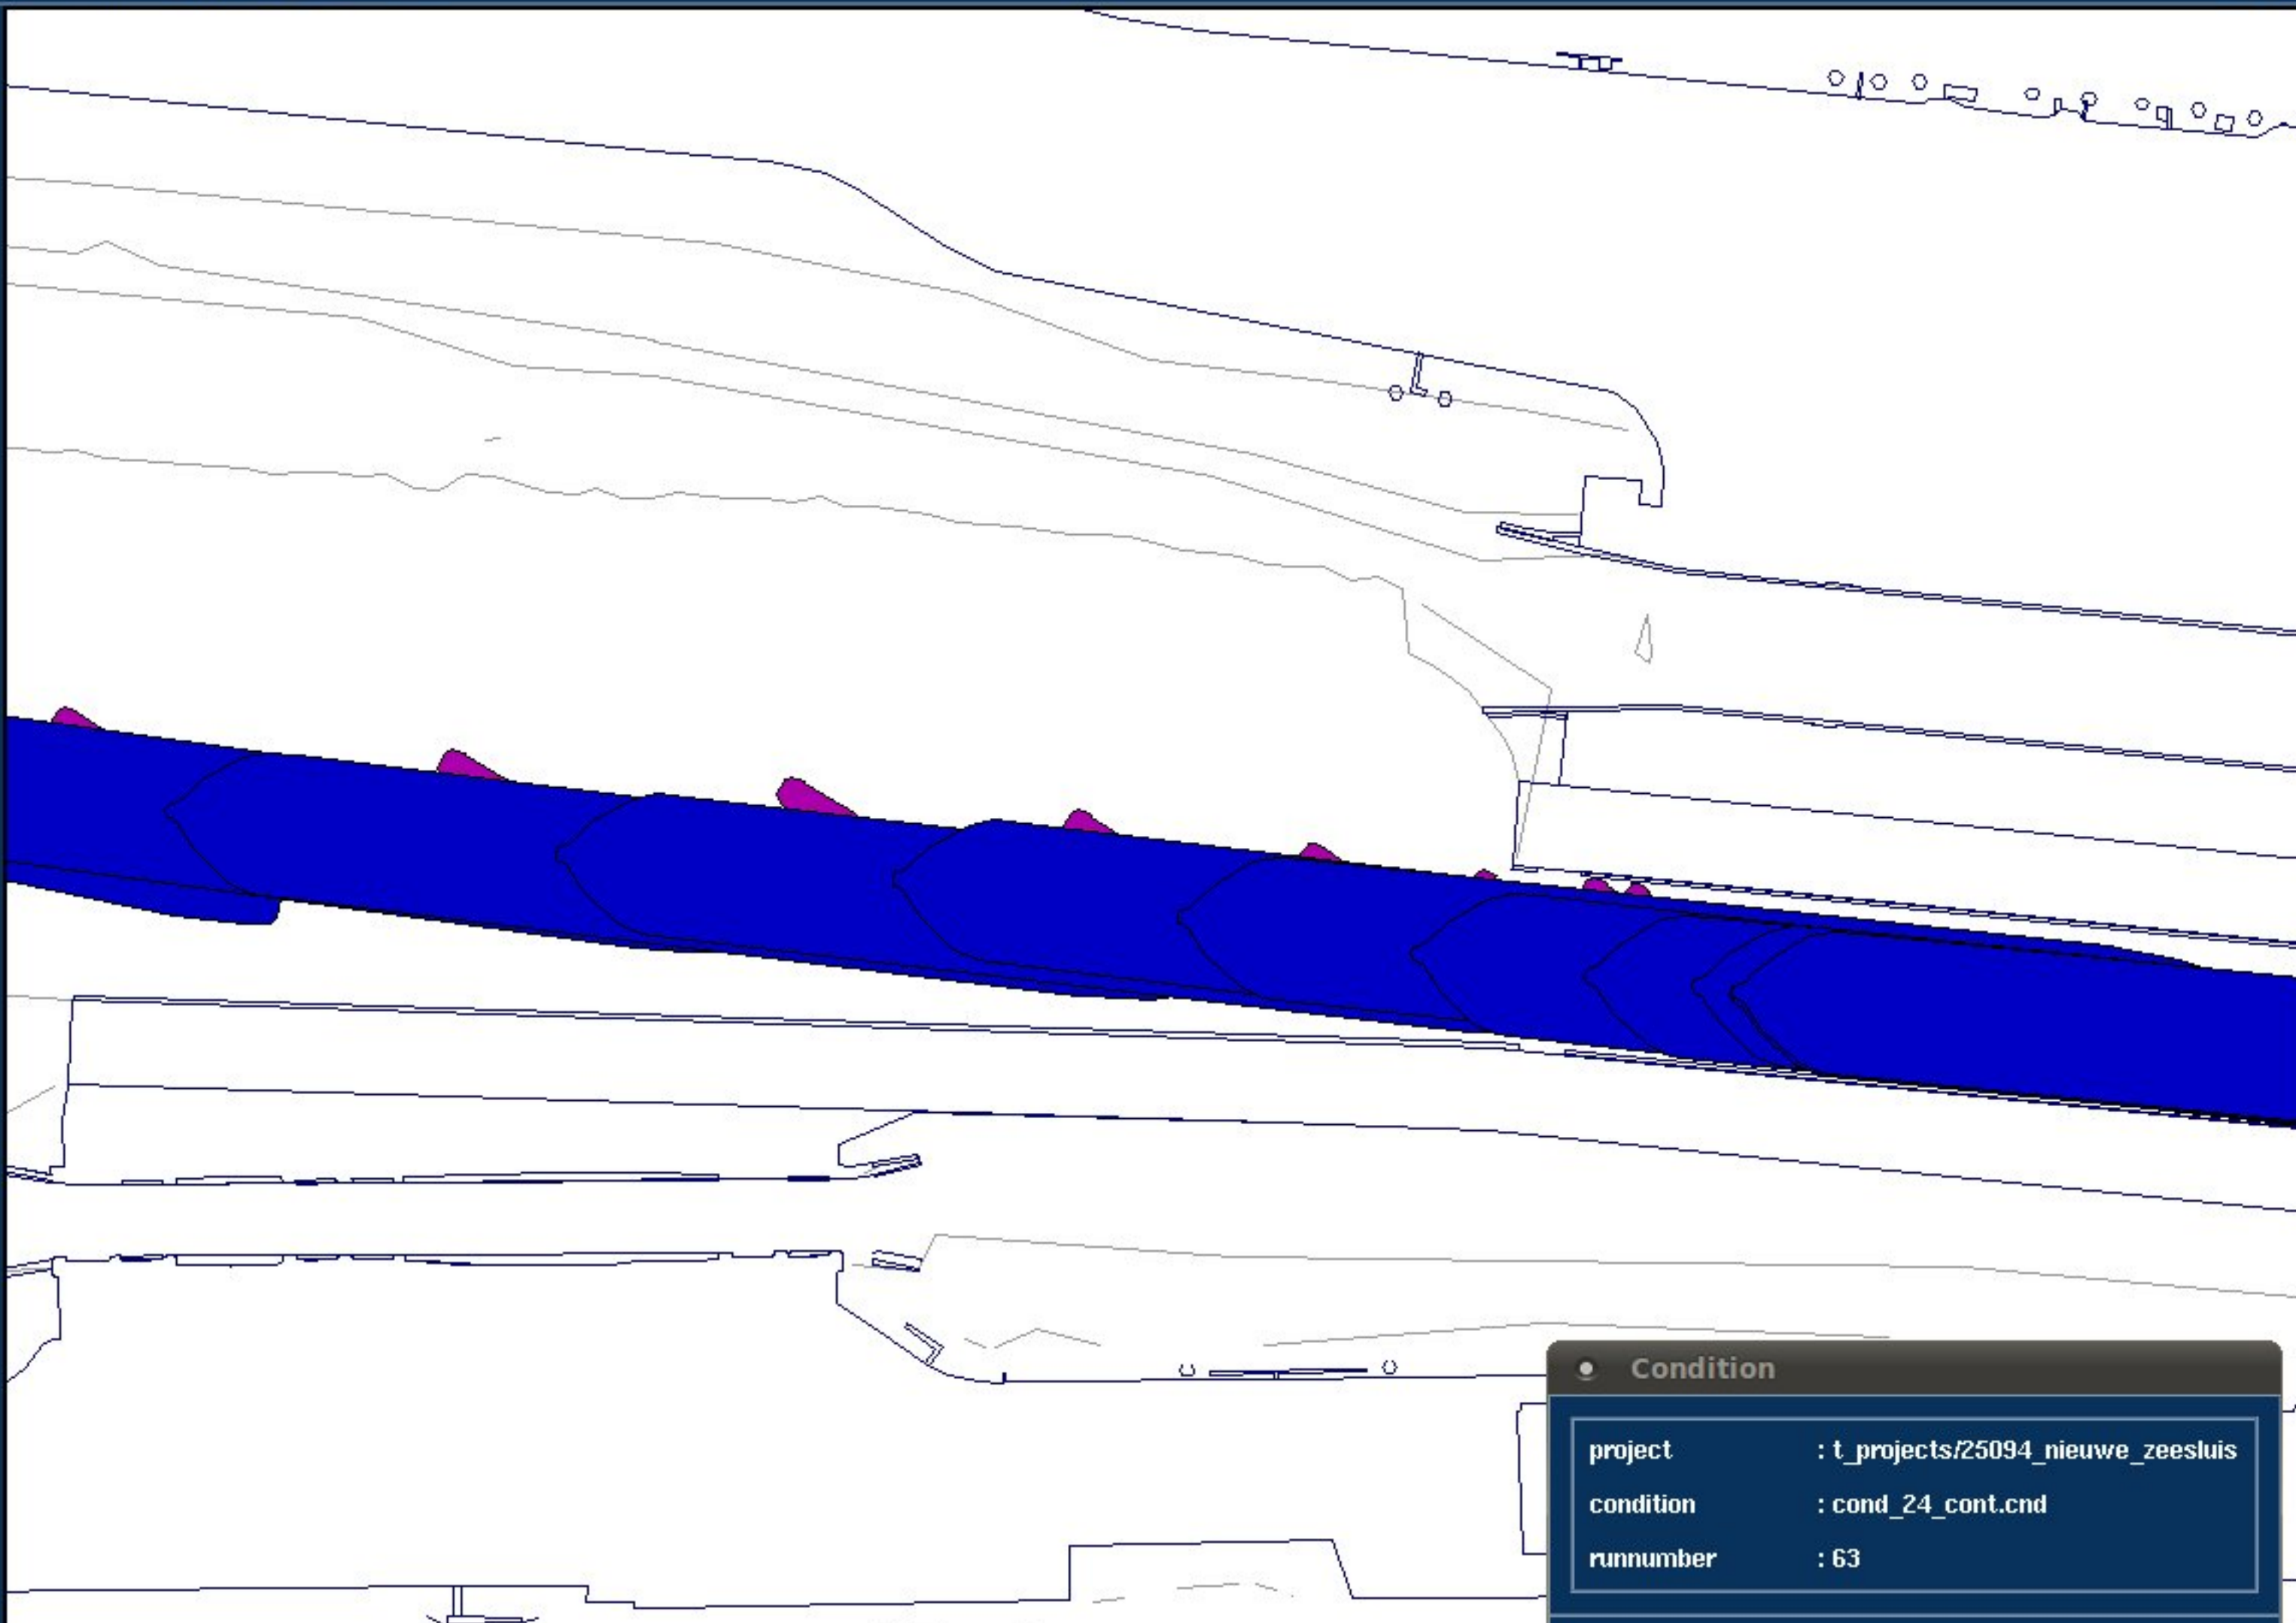 Condition
project : t_projects/25094_nieuwe_zeesluis
condition : cond_24_cont.cnd
runnumber : 63